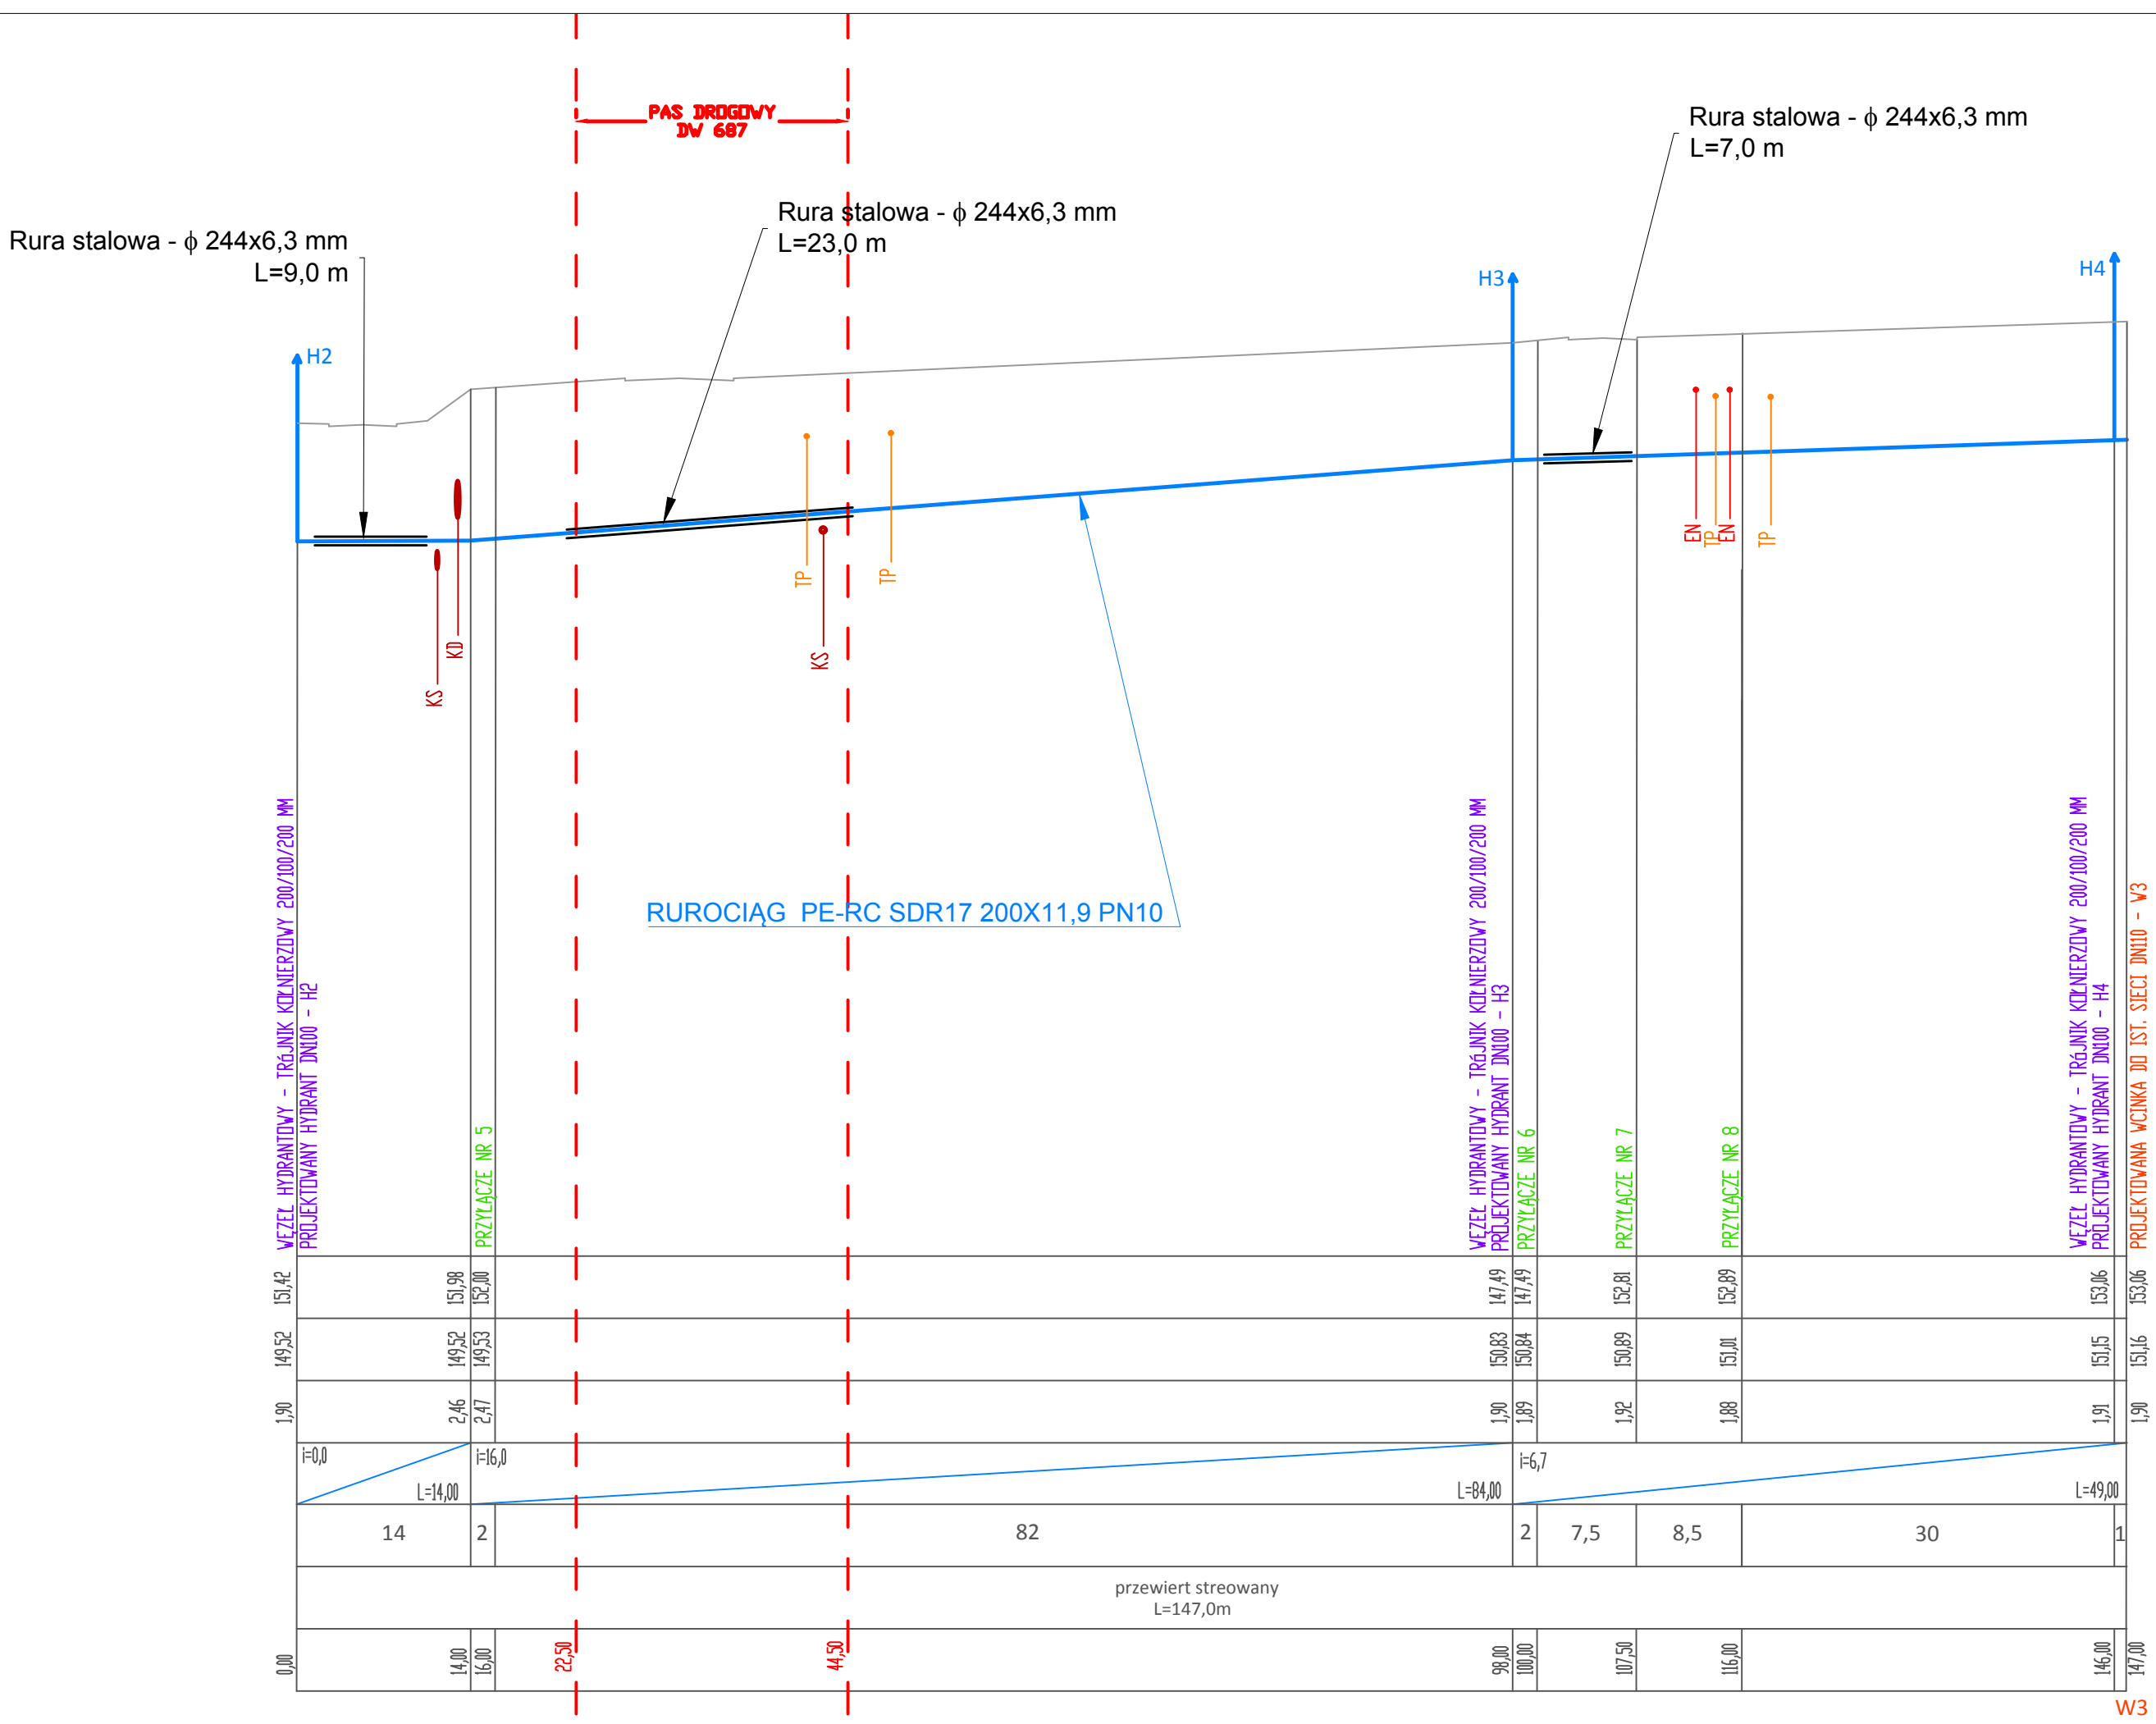 PAS DROGOWY
DW 687
Rura stalowa - ϕ 244x6,3 mm
L=7,0 m
Rura stalowa - ϕ 244x6,3 mm
L=23,0 m
Rura stalowa - ϕ 244x6,3 mm
L=9,0 m
H3
H4
H2
EN
TP
EN
TP
TP
TP
KD
KS
KS
RUROCIĄG PE-RC SDR17 200X11,9 PN10
WĘZEŁ HYDRANTOWY - TRóJNIK KOŁNIERZOWY 200/100/200 MM
PROJEKTOWANY HYDRANT DN100 - H2
PRZYŁĄCZE NR 5
WĘZEŁ HYDRANTOWY - TRóJNIK KOŁNIERZOWY 200/100/200 MM
PROJEKTOWANY HYDRANT DN100 - H3
PRZYŁĄCZE NR 6
PRZYŁĄCZE NR 7
PRZYŁĄCZE NR 8
WĘZEŁ HYDRANTOWY - TRóJNIK KOŁNIERZOWY 200/100/200 MM
PROJEKTOWANY HYDRANT DN100 - H4
PROJEKTOWANA WCINKA DO IST. SIECI DN110 - W3
151,42 151,98 152,00 147,49 147,49 152,81 152,89 153,06 153,06
149,52 149,52 149,53 150,83 150,84 150,89 151,01 151,15 151,16
1,90 2,46 2,47 1,90 1,89 1,92 1,88 1,91 1,90
i=0,0 i=16,0 i=6,7
L=14,00 L=84,00 L=49,00
14 2 82 2 7,5 8,5 30 1
przewiert streowany
L=147,0m
0,00 14,00 16,00 22,50 44,50 98,00 100,00 107,50 116,00 146,00 147,00
W3